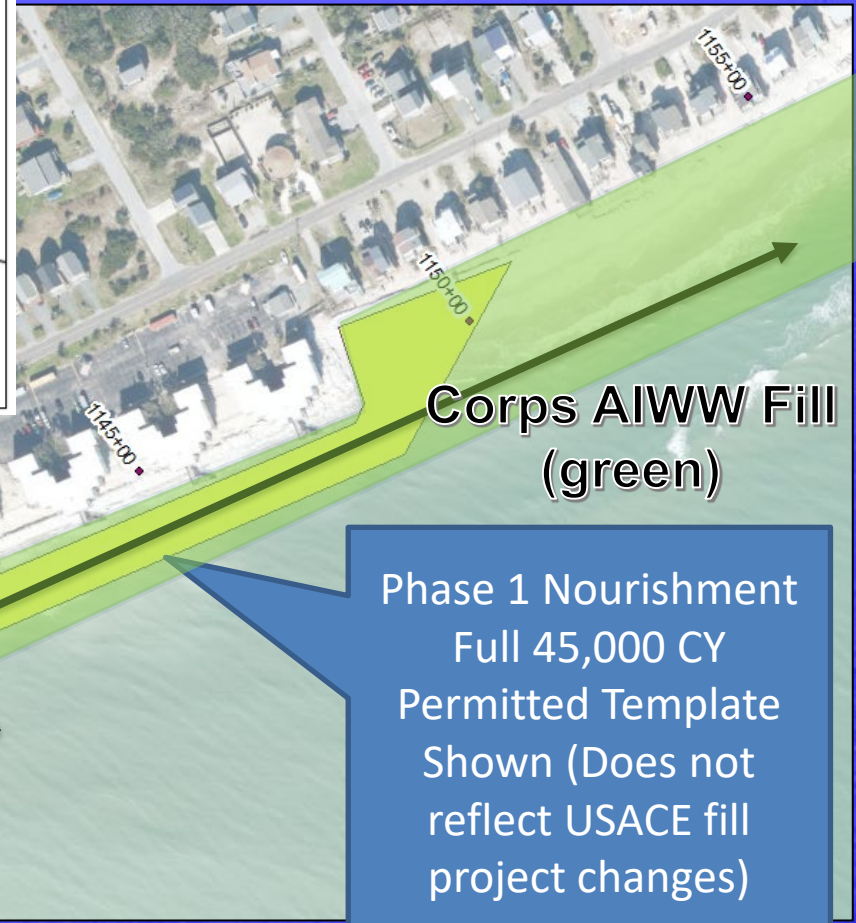 1155+00
1150+00
1145+00
Corps AIWW Fill
(green)
Phase 1 Nourishment
Full 45,000 CY
Permitted Template
Shown (Does not
reflect USACE fill
project changes)